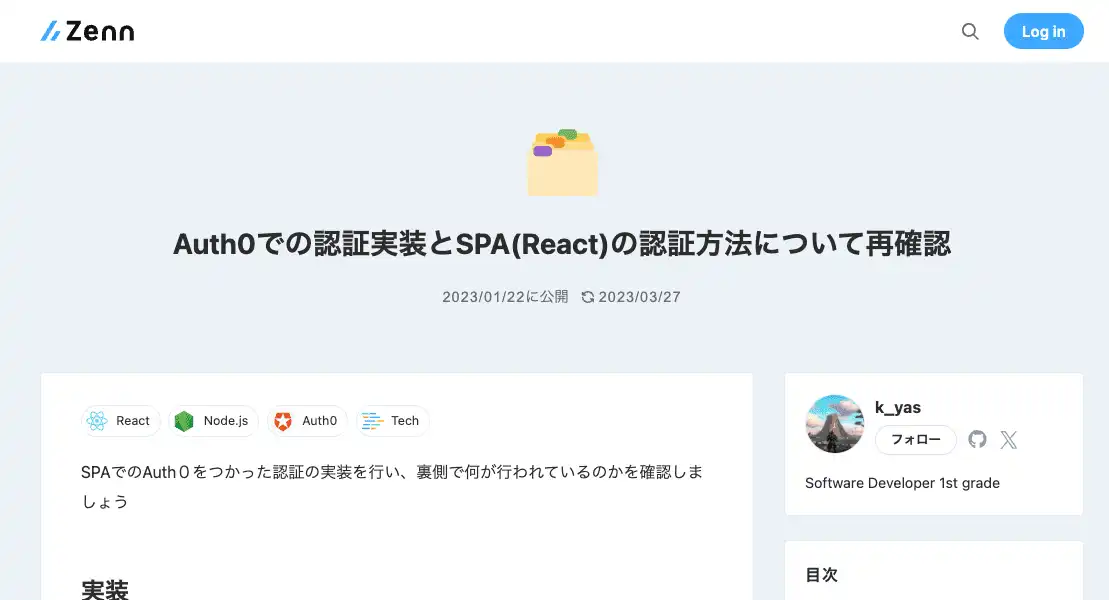 Zenn
Log in
Auth0での認証実装とSPA(React)の認証方法について再確認
2023/01/22に公開 2023/03/27
React Node.js Auth0 Tech
SPAでのAuth０をつかった認証の実装を行い、裏側で何が行われているのかを確認しま
しょう
実装
k_yas
フォロー
Software Developer 1st grade
目次